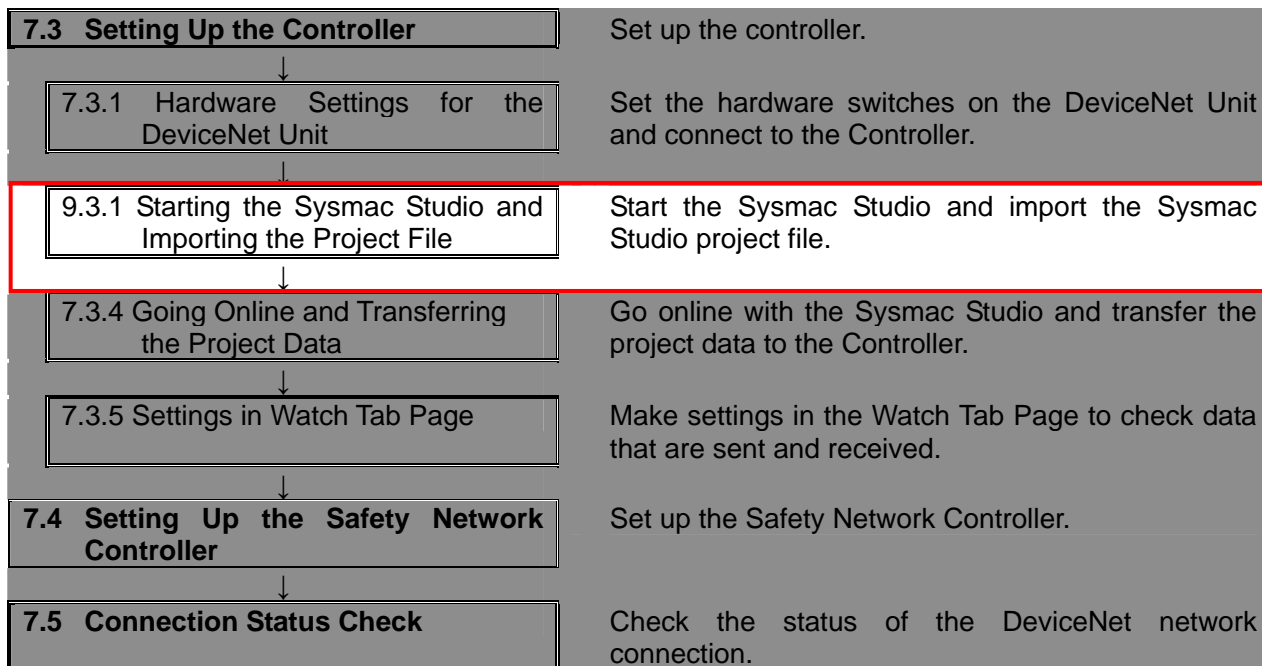 7.3 Setting Up the Controller Set up the controller.
↓
7.3.1 Hardware Settings for the Set the hardware switches on the DeviceNet Unit
DeviceNet Unit and connect to the Controller.
↓
9.3.1 Starting the Sysmac Studio and Start the Sysmac Studio and import the Sysmac
Importing the Project File Studio project file.
↓
7.3.4 Going Online and Transferring Go online with the Sysmac Studio and transfer the
the Project Data project data to the Controller.
↓
7.3.5 Settings in Watch Tab Page Make settings in the Watch Tab Page to check data
that are sent and received.
↓
7.4 Setting Up the Safety Network Set up the Safety Network Controller.
Controller
↓
7.5 Connection Status Check Check the status of the DeviceNet network
connection.